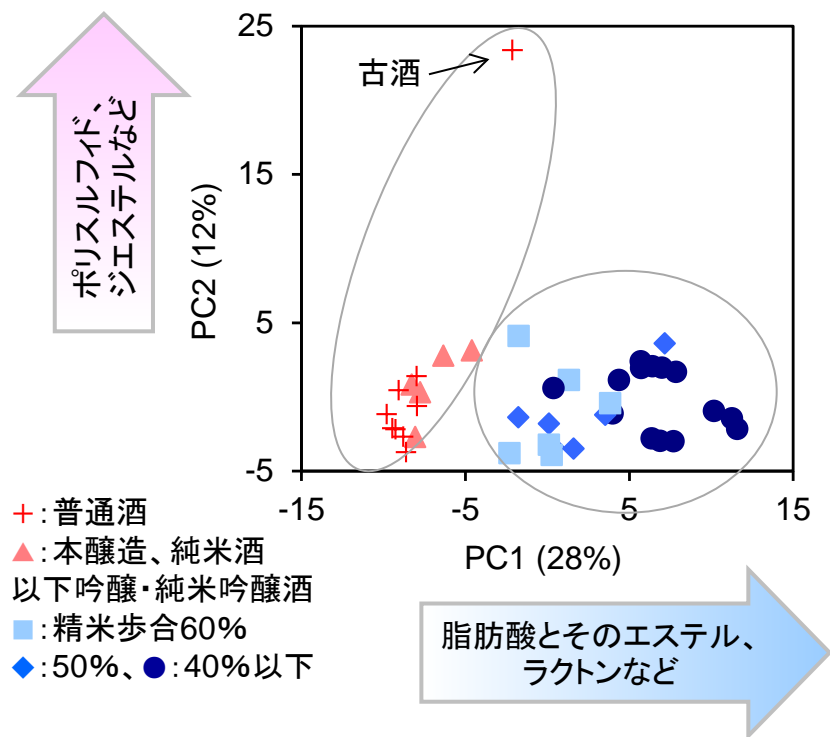 ポリスルフィド、
ジエステルなど
PC2 (12%)
25
15
5
-5
古酒
-15
-5
5
15
PC1 (28%)
+:普通酒
▲:本醸造、純米酒
以下吟醸・純米吟醸酒
■:精米歩合60%
◆:50%、●:40%以下
脂肪酸とそのエステル、
ラクトンなど